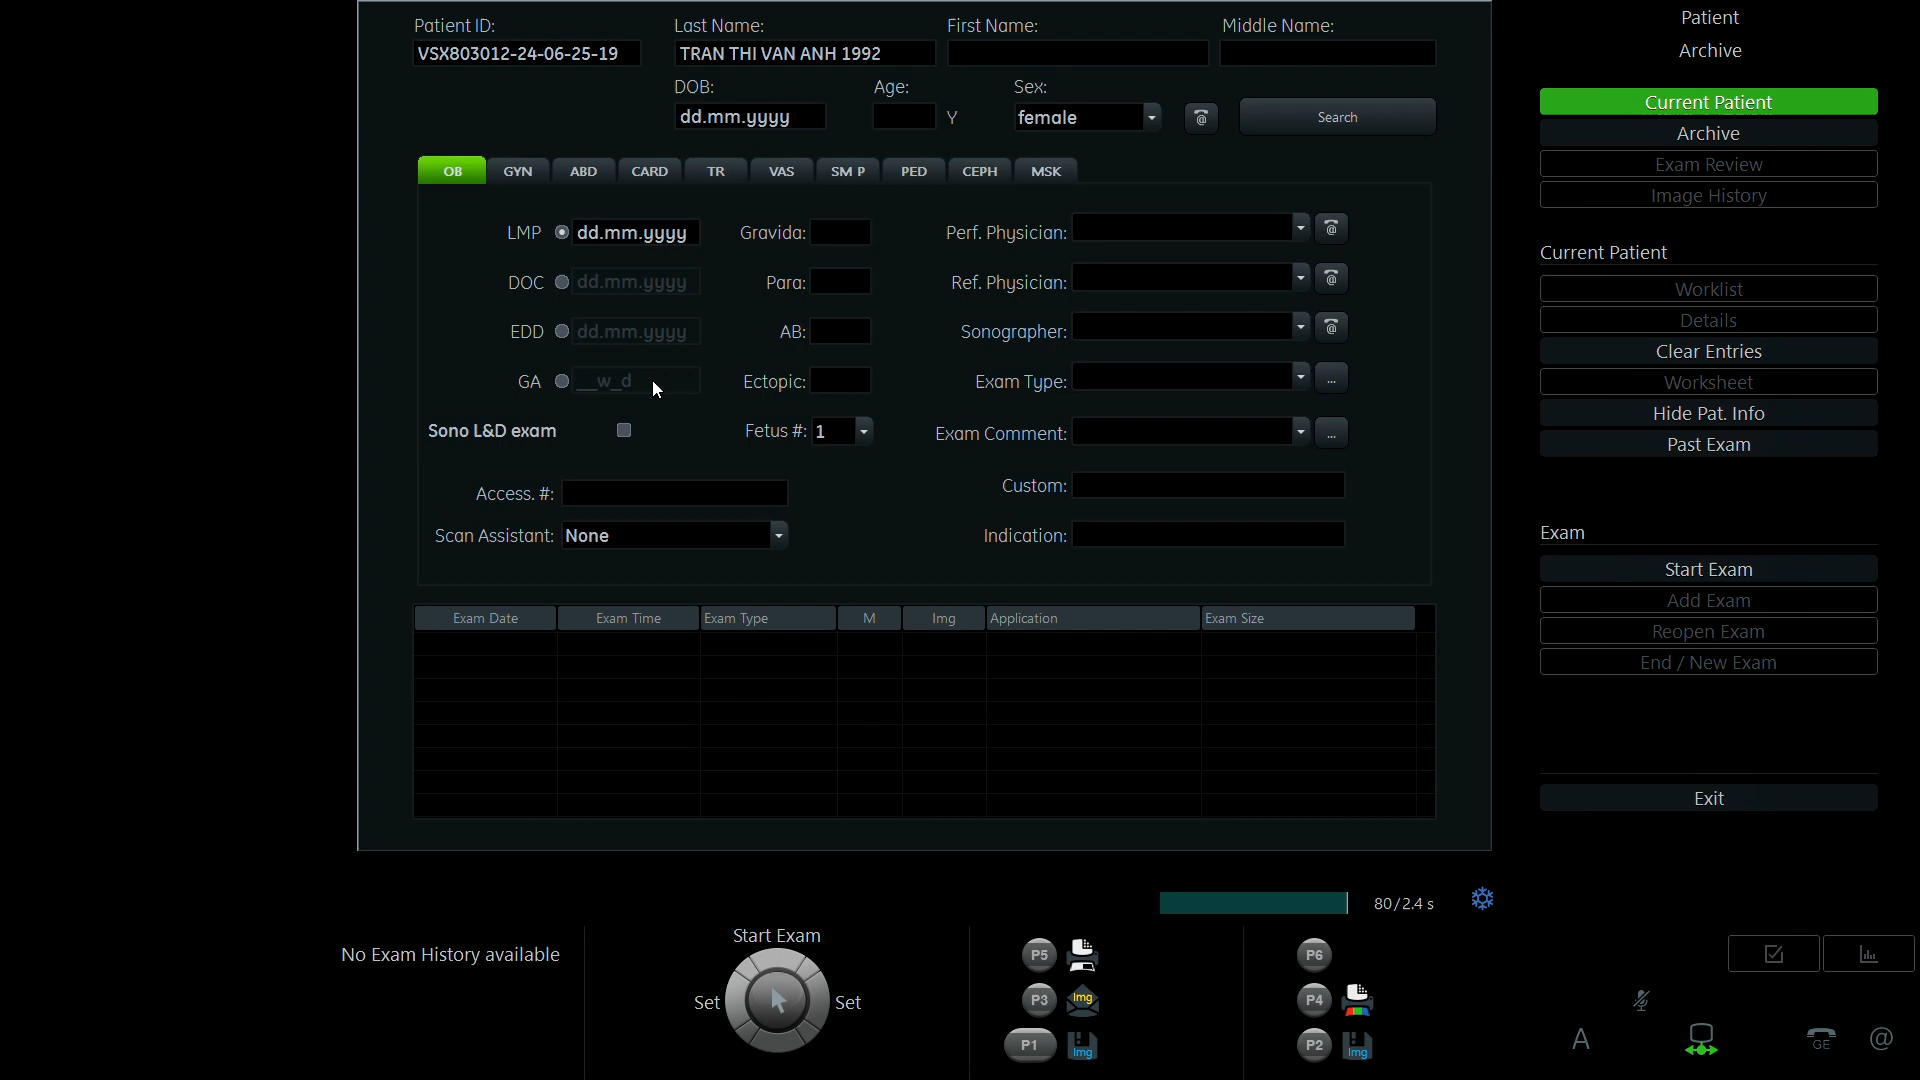 Patient ID: Last Name: First Name: Middle Name:
VSX803012-24-06-25-19 TRAN THI VAN ANH 1992
DOB: Age: Sex:
dd.mm.yyyy Y female Search
OB GYN ABD CARD TR VAS SM P PED CEPH MSK
LMP dd.mm.yyyy Gravida: Perf. Physician:
DOC dd.mm.yyyy Para: Ref. Physician:
EDD dd.mm.yyyy AB: Sonographer:
GA __w_d Ectopic: Exam Type: ...
Sono L&D exam Fetus #: 1 Exam Comment: ...
Access. #: Custom:
Scan Assistant: None Indication:
Exam Date Exam Time Exam Type M Img Application Exam Size
80/2.4 s
No Exam History available
Start Exam
Set Set
P5
P3 Img
P1 Img
P6
P4
P2 Img
Patient
Archive
Current Patient
Archive
Exam Review
Image History
Current Patient
Worklist
Details
Clear Entries
Worksheet
Hide Pat. Info
Past Exam
Exam
Start Exam
Add Exam
Reopen Exam
End / New Exam
Exit
A GE @